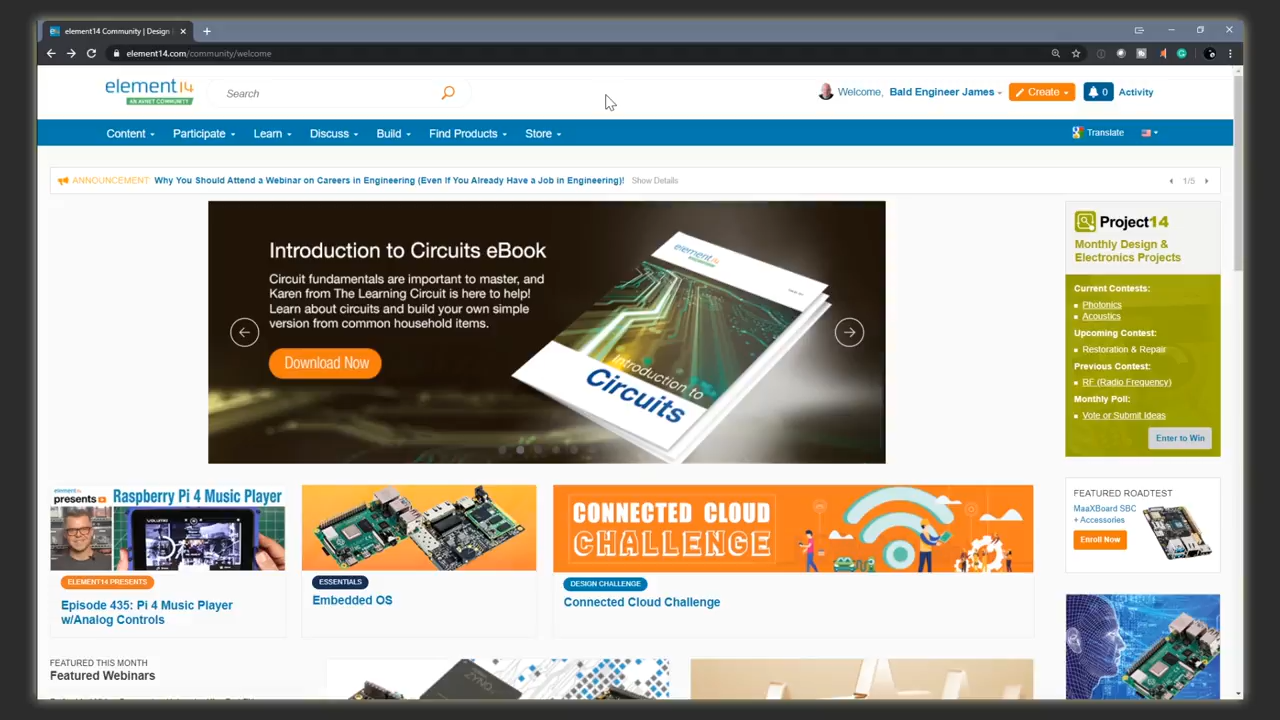 element14 Community | Design
element14.com/community/welcome
element14
AN AVNET COMMUNITY
Search
Welcome, Bald Engineer James
Create
0
Activity
Content
Participate
Learn
Discuss
Build
Find Products
Store
Translate
ANNOUNCEMENT Why You Should Attend a Webinar on Careers in Engineering (Even If You Already Have a Job in Engineering)! Show Details
1/5
Introduction to Circuits eBook
Circuit fundamentals are important to master, and
Karen from The Learning Circuit is here to help!
Learn about circuits and build your own simple
version from common household items.
Download Now
element14
Introduction to
Circuits
Project14
Monthly Design &
Electronics Projects
Current Contests:
Photonics
Acoustics
Upcoming Contest:
Restoration & Repair
Previous Contest:
RF (Radio Frequency)
Monthly Poll:
Vote or Submit Ideas
Enter to Win
element14
presents
Raspberry Pi 4 Music Player
ELEMENT14 PRESENTS
Episode 435: Pi 4 Music Player
w/Analog Controls
ESSENTIALS
Embedded OS
CONNECTED CLOUD
CHALLENGE
DESIGN CHALLENGE
Connected Cloud Challenge
FEATURED ROADTEST
MaaXBoard SBC
+ Accessories
Enroll Now
FEATURED THIS MONTH
Featured Webinars
ZYNQ